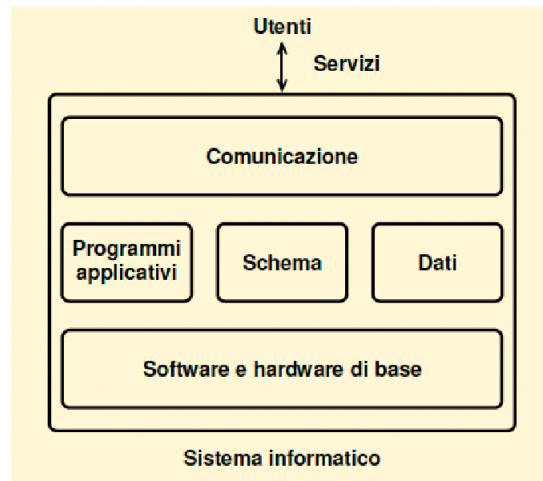 Utenti
Servizi
Comunicazione
Programmi
applicativi
Schema
Dati
Software e hardware di base
Sistema informatico